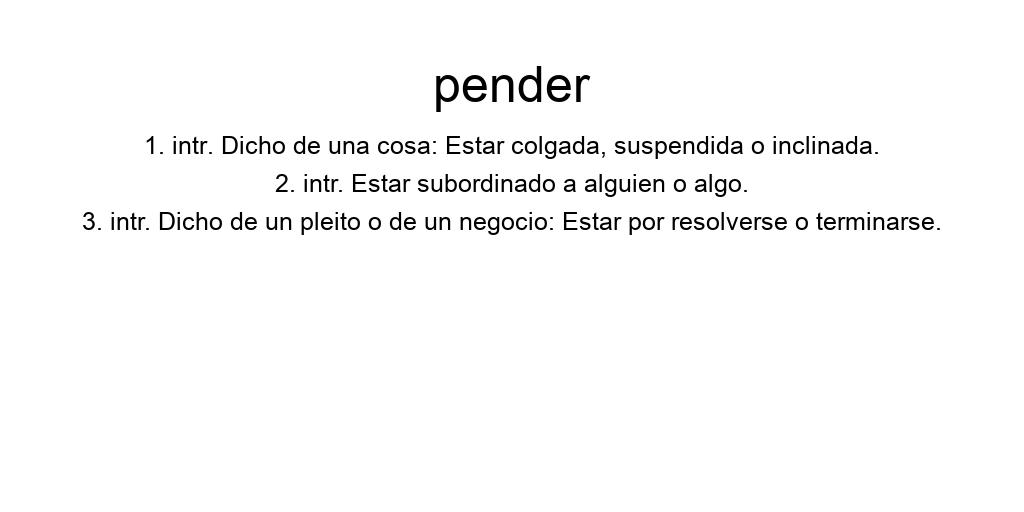 pender
1. intr. Dicho de una cosa: Estar colgada, suspendida o inclinada.
2. intr. Estar subordinado a alguien o algo.
3. intr. Dicho de un pleito o de un negocio: Estar por resolverse o terminarse.